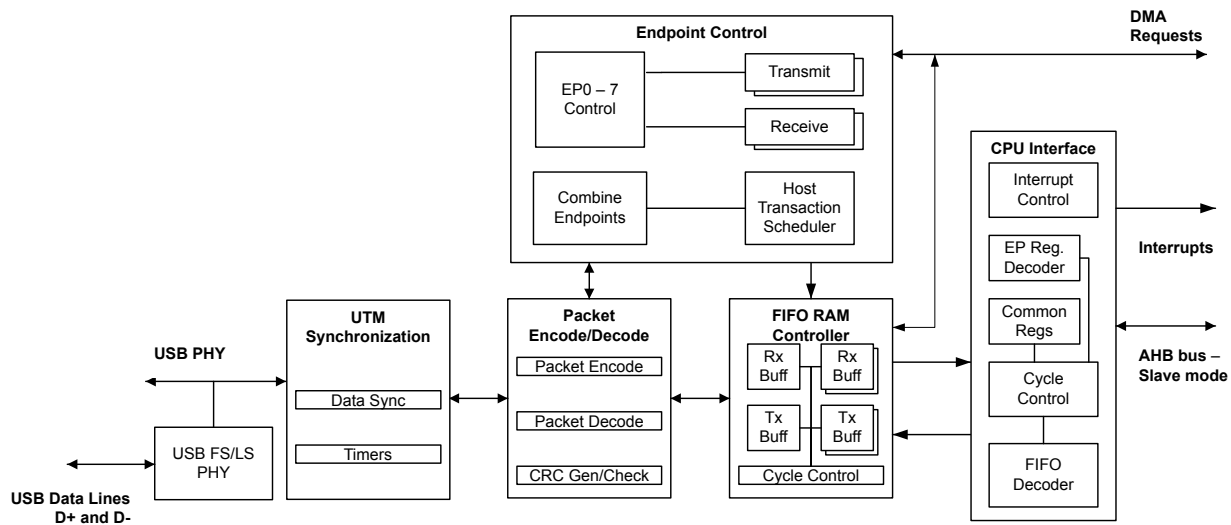 Endpoint Control
EP0 – 7
Control
Transmit
Receive
Combine
Endpoints
Host
Transaction
Scheduler
DMA
Requests
CPU Interface
Interrupt
Control
EP Reg.
Decoder
Common
Regs
Cycle
Control
FIFO
Decoder
Interrupts
AHB bus –
Slave mode
UTM
Synchronization
Data Sync
Timers
Packet
Encode/Decode
Packet Encode
Packet Decode
CRC Gen/Check
FIFO RAM
Controller
Rx
Buff
Rx
Buff
Tx
Buff
Tx
Buff
Cycle Control
USB PHY
USB FS/LS
PHY
USB Data Lines
D+ and D-